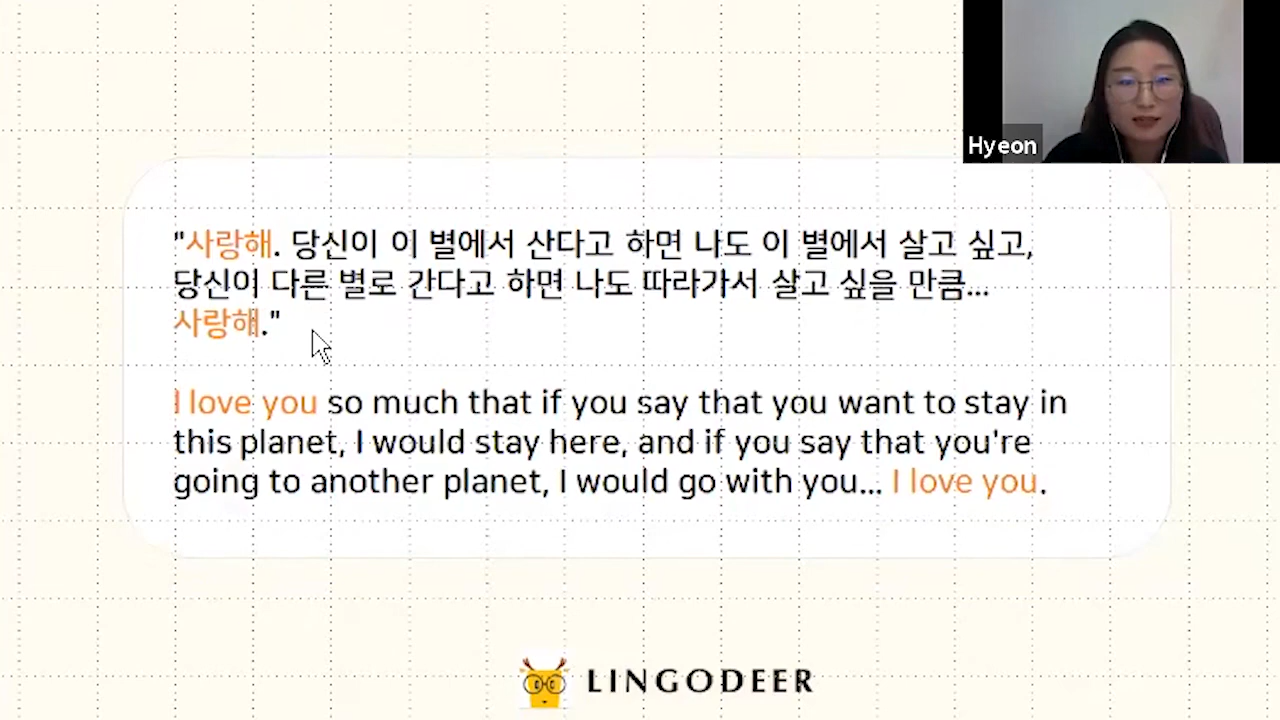 Hyeon
"사랑해. 당신이 이 별에서 산다고 하면 나도 이 별에서 살고 싶고,
당신이 다른 별로 간다고 하면 나도 따라가서 살고 싶을 만큼...
사랑해."
I love you so much that if you say that you want to stay in
this planet, I would stay here, and if you say that you're
going to another planet, I would go with you... I love you.
LINGODEER